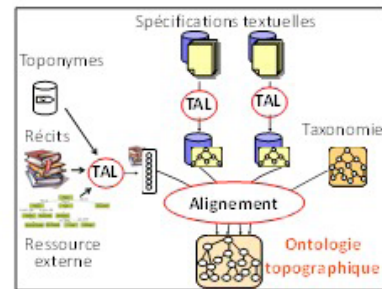 Spécifications textuelles
Toponymes
TAL
TAL
Récits
TAL
Taxonomie
Alignement
Ressource
externe
Ontologie
topographique